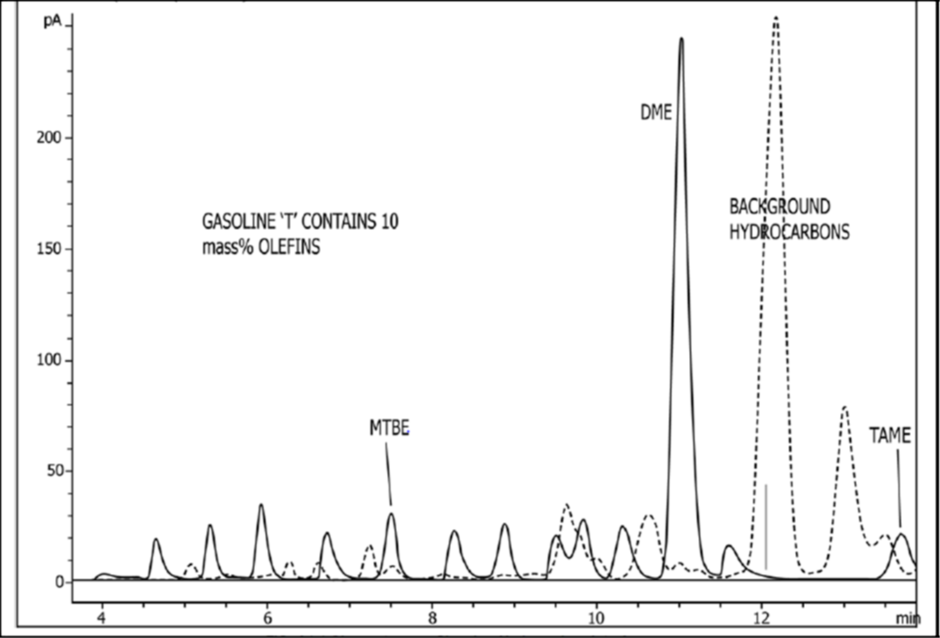 pA
200
DME
GASOLINE 'T' CONTAINS 10
mass% OLEFINS
BACKGROUND
HYDROCARBONS
150
100
MTBE
TAME
50
0
4
6
8
10
12
min